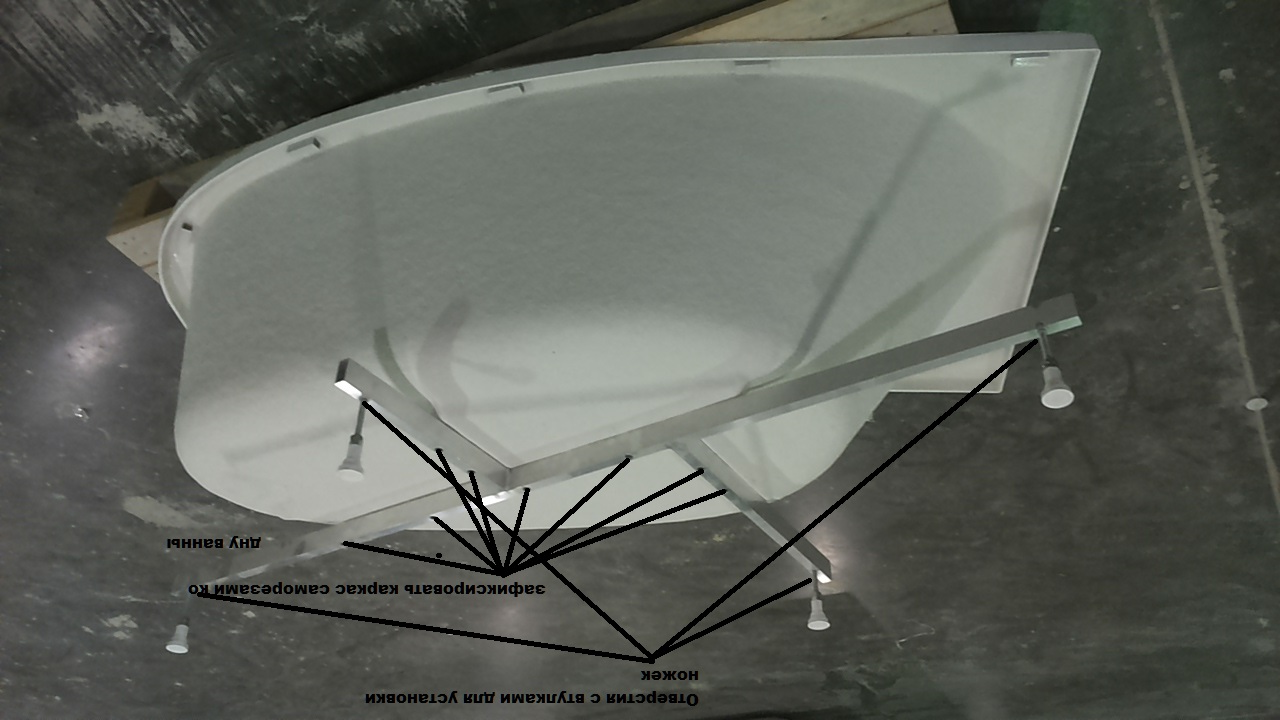 Отверстия с втулками для установки
ножек
зафиксировать каркас саморезами ко
дну ванны